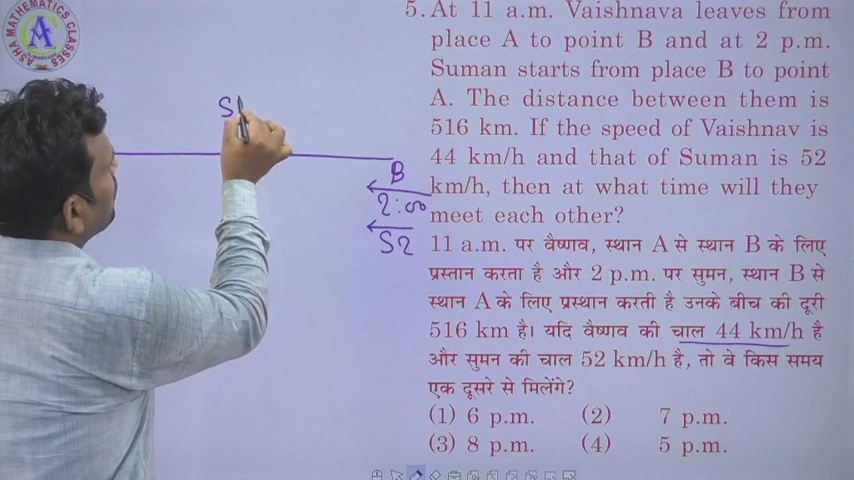 ASHA MATHEMATICS CLASSES
A
5. At 11 a.m. Vaishnava leaves from
place A to point B and at 2 p.m.
Suman starts from place B to point
A. The distance between them is
516 km. If the speed of Vaishnav is
44 km/h and that of Suman is 52
km/h, then at what time will they
meet each other?
11 a.m. पर वैष्णव, स्थान A से स्थान B के लिए
प्रस्तान करता है और 2 p.m. पर सुमन, स्थान B से
स्थान A के लिए प्रस्थान करती है उनके बीच की दूरी
516 km है। यदि वैष्णव की चाल 44 km/h है
और सुमन की चाल 52 km/h है, तो वे किस समय
एक दूसरे से मिलेंगे?
(1) 6 p.m. (2) 7 p.m.
(3) 8 p.m. (4) 5 p.m.
S
B
2:00
52